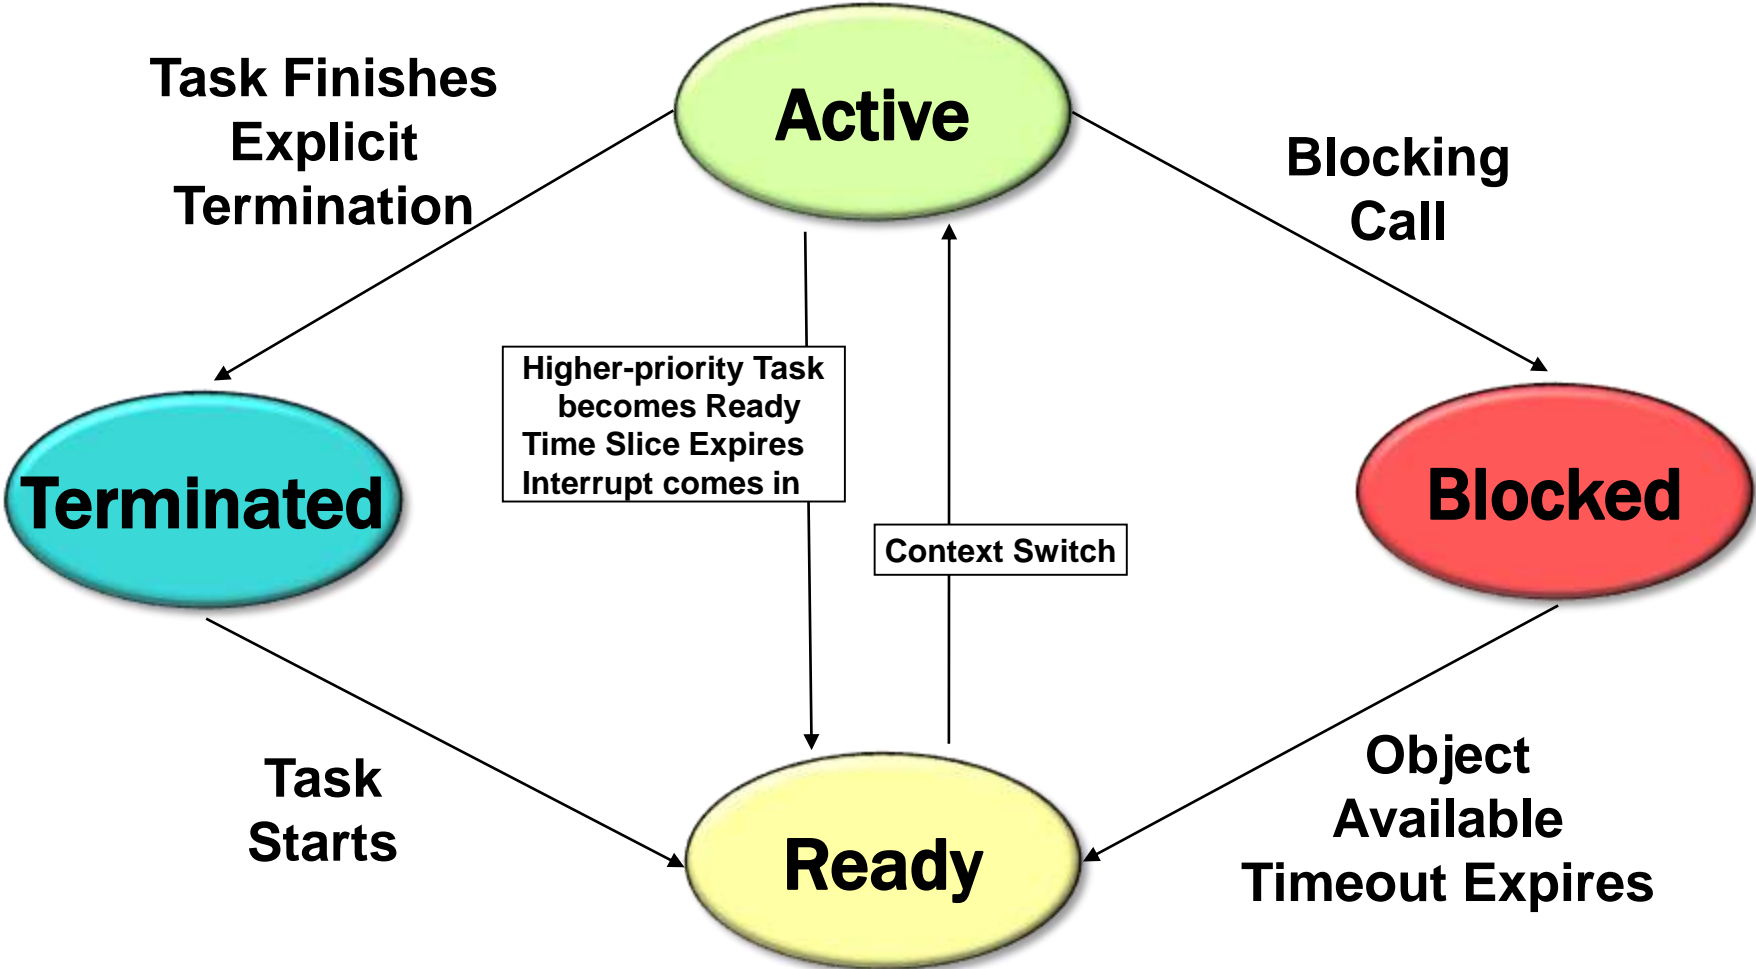 Active
Task Finishes
Explicit
Termination
Blocking
Call
Higher-priority Task
becomes Ready
Time Slice Expires
Interrupt comes in
Terminated
Blocked
Context Switch
Task
Starts
Object
Available
Timeout Expires
Ready